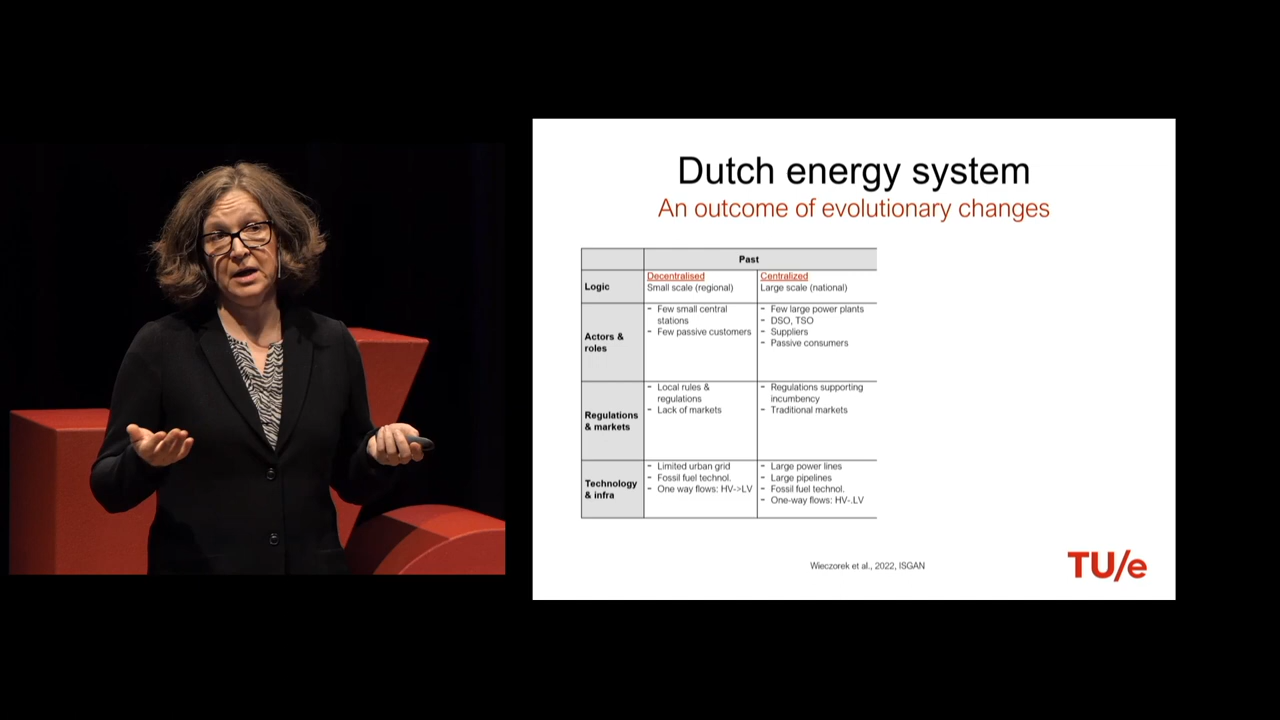 Dutch energy system
An outcome of evolutionary changes
Past
Logic
Decentralised
Small scale (regional)
Centralized
Large scale (national)
Actors &
roles
- Few small central
stations
- Few passive customers
- Few large power plants
- DSO, TSO
- Suppliers
- Passive consumers
Regulations
& markets
- Local rules &
regulations
- Lack of markets
- Regulations supporting
incumbency
- Traditional markets
Technology
& infra
- Limited urban grid
- Fossil fuel technol.
- One way flows: HV->LV
- Large power lines
- Large pipelines
- Fossil fuel technol.
- One-way flows: HV-.LV
Wieczorek et al., 2022, ISGAN
TU/e